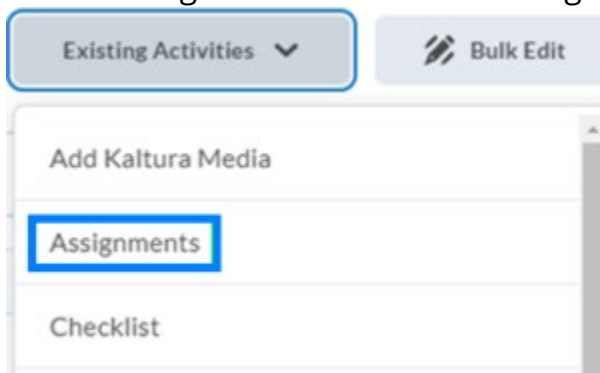 Existing Activities
Bulk Edit
Add Kaltura Media
Assignments
Checklist